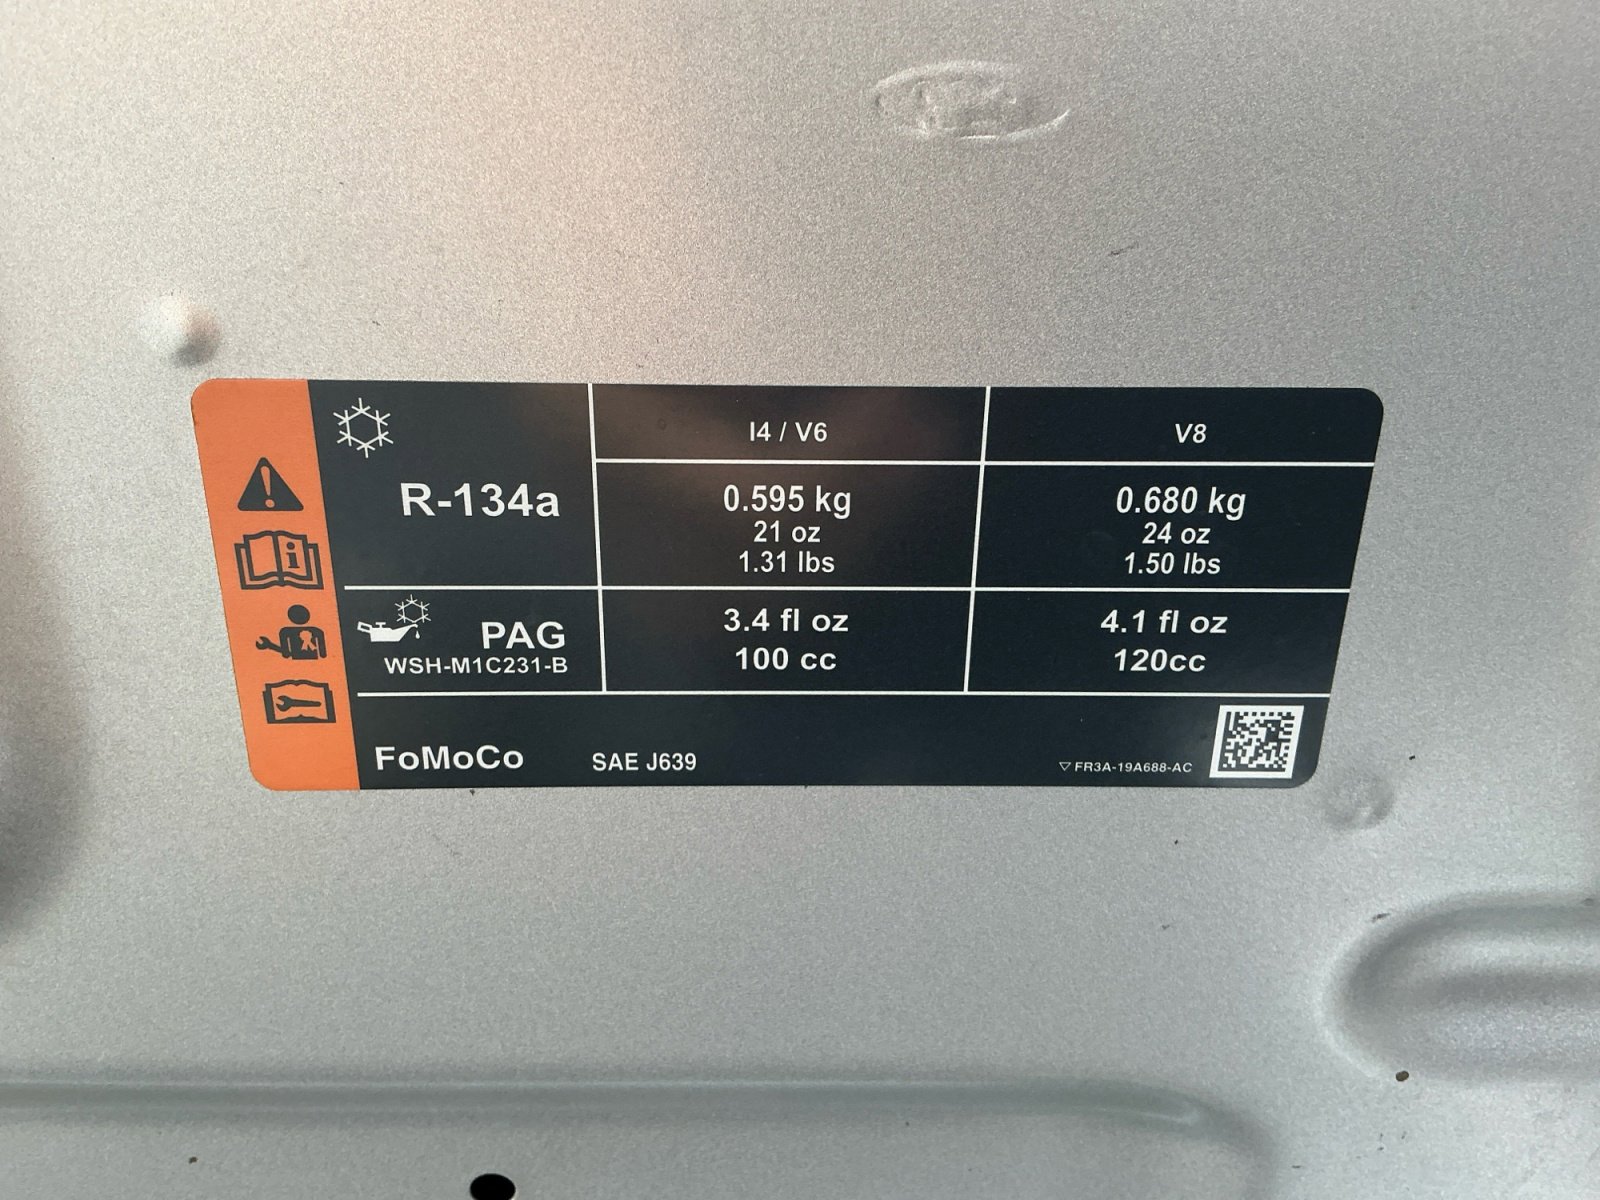 I4 / V6
V8
R-134a
0.595 kg
21 oz
1.31 lbs
0.680 kg
24 oz
1.50 lbs
PAG
WSH-M1C231-B
3.4 fl oz
100 cc
4.1 fl oz
120cc
FoMoCo
SAE J639
FR3A-19A688-AC